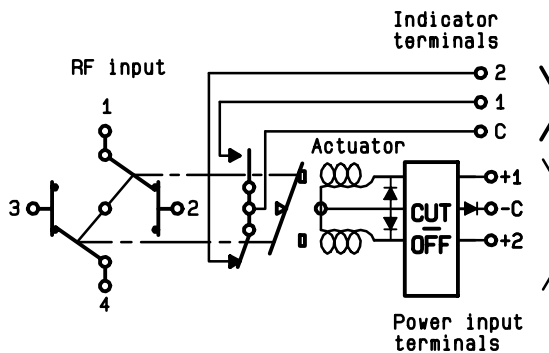 Indicator
terminals
RF input
2
1
C
1
Actuator
3
2
4
+1
-C
+2
CUT
-
OFF
Power input
terminals